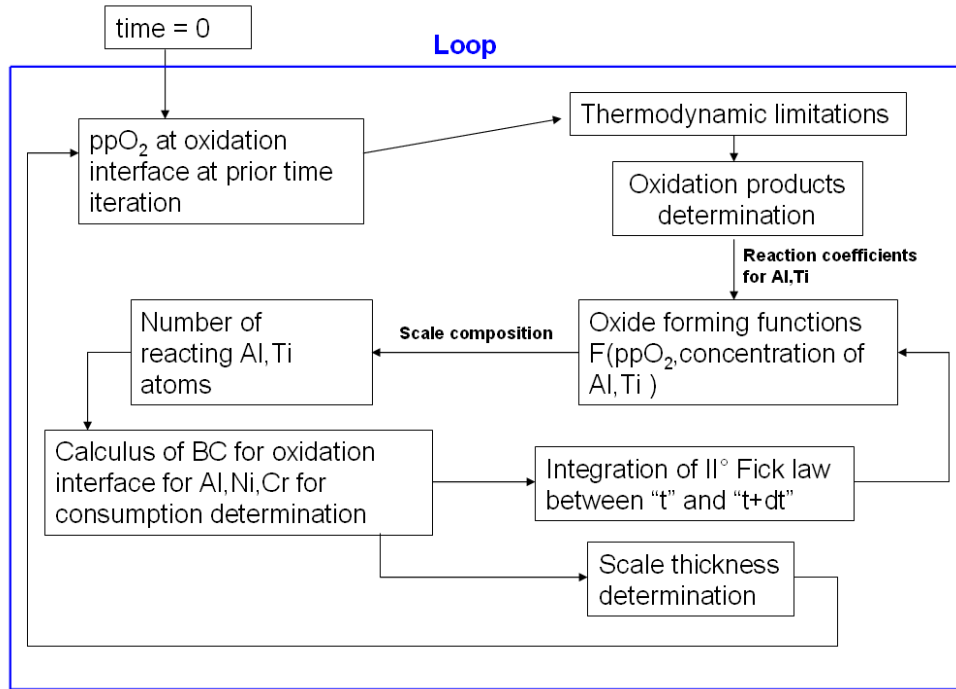 time = 0
Loop
ppO₂ at oxidation
interface at prior time
iteration
Thermodynamic limitations
Oxidation products
determination
Reaction coefficients
for Al,Ti
Number of
reacting Al,Ti
atoms
Scale composition
Oxide forming functions
F(ppO₂,concentration of
Al,Ti )
Calculus of BC for oxidation
interface for Al,Ni,Cr for
consumption determination
Integration of II° Fick law
between “t” and “t+dt”
Scale thickness
determination